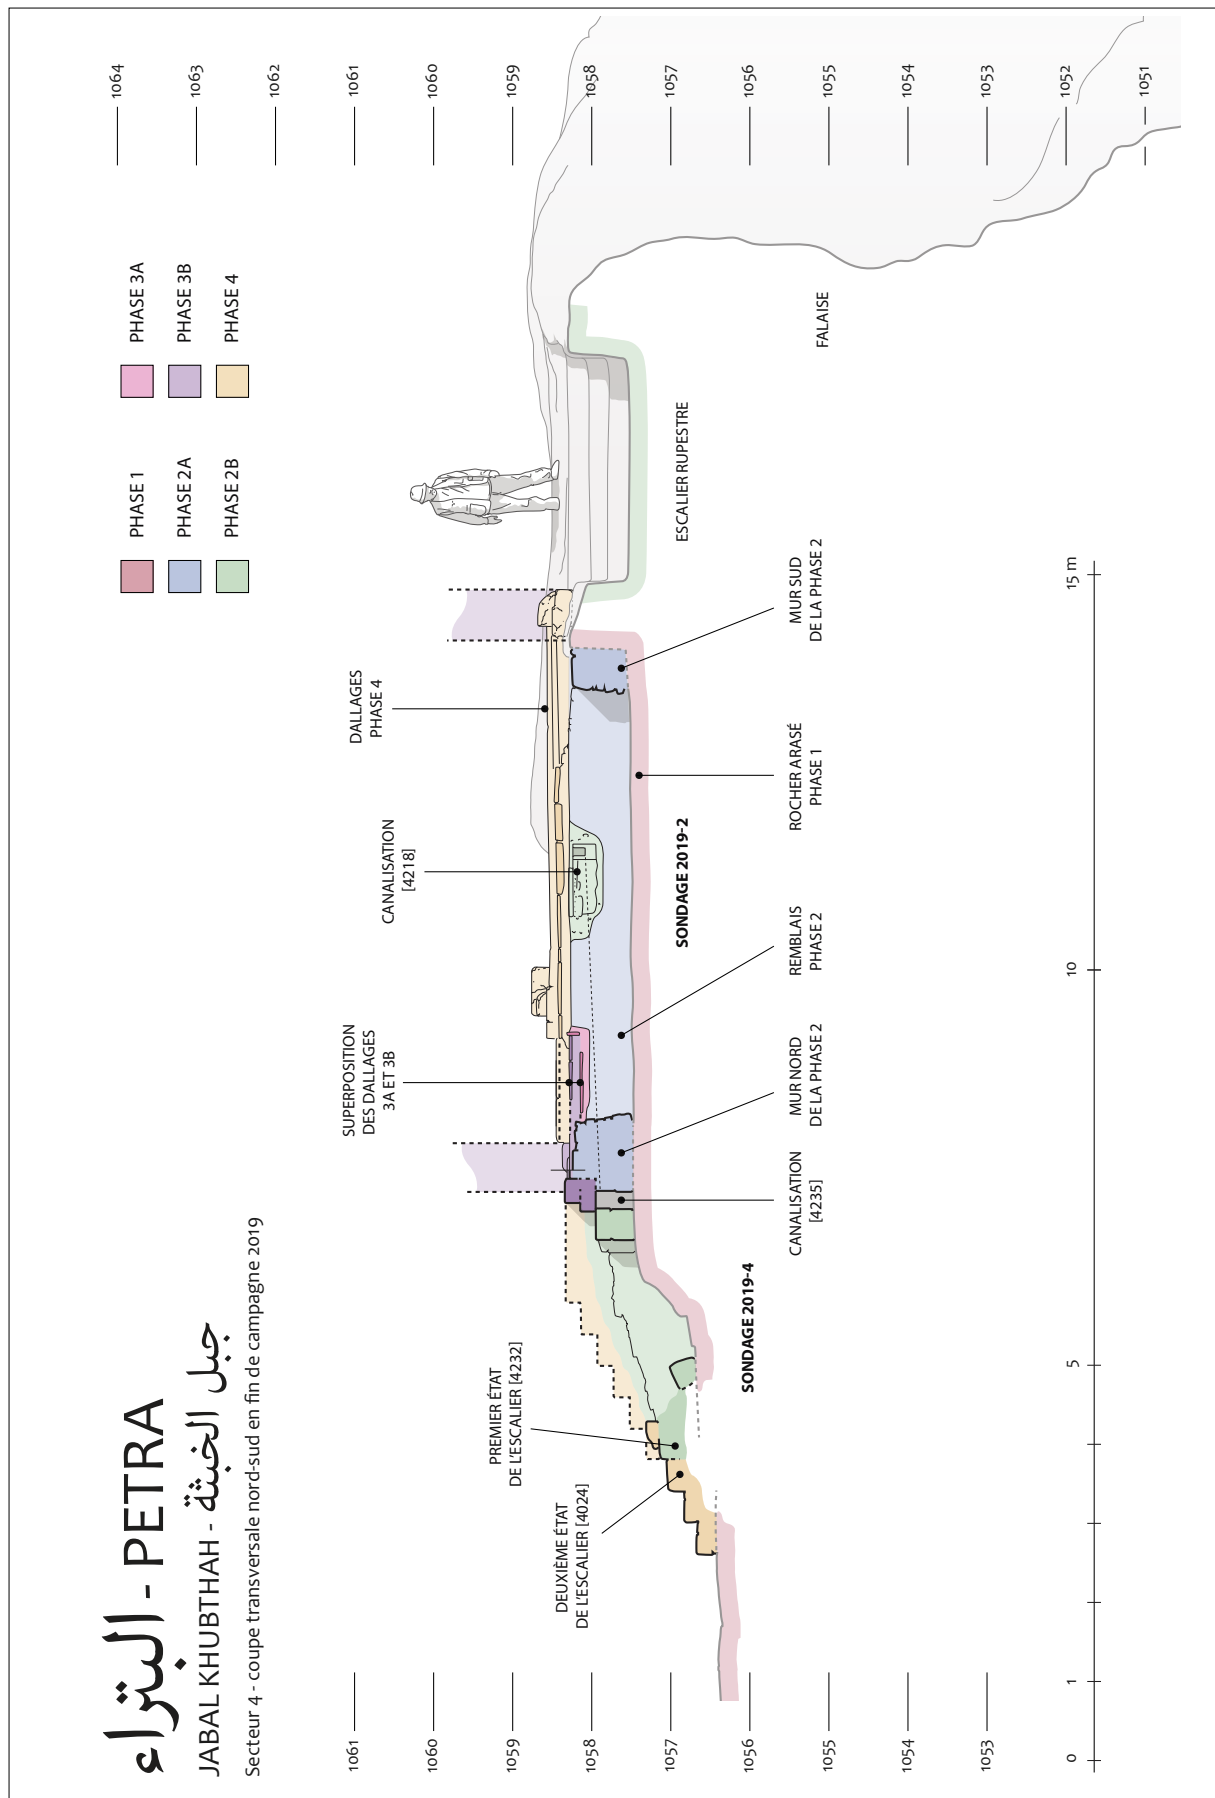 البتراء - PETRA
JABAL KHUBTHAH - جبل الخبثة
Secteur 4 - coupe transversale nord-sud en fin de campagne 2019
PHASE 1
PHASE 2A
PHASE 2B
PHASE 3A
PHASE 3B
PHASE 4
1061
1060
1059
1058
1057
1056
1055
1054
1053
1064
1063
1062
1061
1060
1059
1058
1057
1056
1055
1054
1053
1052
1051
DEUXIÈME ÉTAT
DE L'ESCALIER [4024]
PREMIER ÉTAT
DE L'ESCALIER [4232]
SUPERPOSITION
DES DALLAGES
3A ET 3B
CANALISATION
[4218]
DALLAGES
PHASE 4
SONDAGE 2019-4
SONDAGE 2019-2
ESCALIER RUPESTRE
FALAISE
CANALISATION
[4235]
MUR NORD
DE LA PHASE 2
REMBLAIS
PHASE 2
ROCHER ARASÉ
PHASE 1
MUR SUD
DE LA PHASE 2
0
1
5
10
15 m